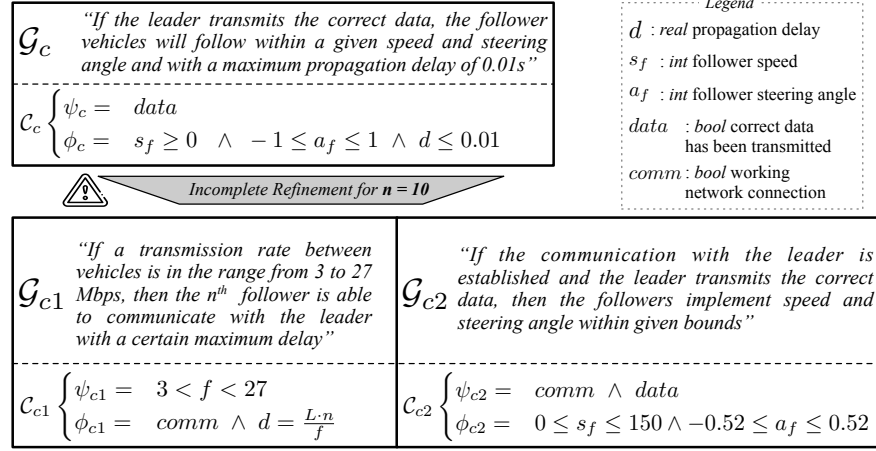 𝒢c
“If the leader transmits the correct data, the follower
vehicles will follow within a given speed and steering
angle and with a maximum propagation delay of 0.01s”
𝒞c { ψc = data
ϕc = sf ≥ 0 ∧ − 1 ≤ af ≤ 1 ∧ d ≤ 0.01
Legend
d : real propagation delay
sf : int follower speed
af : int follower steering angle
data : bool correct data
has been transmitted
comm : bool working
network connection
Incomplete Refinement for n = 10
𝒢c1
“If a transmission rate between
vehicles is in the range from 3 to 27
Mbps, then the nth follower is able
to communicate with the leader
with a certain maximum delay”
𝒞c1 { ψc1 = 3 < f < 27
ϕc1 = comm ∧ d = L·n/f
𝒢c2
“If the communication with the leader is
established and the leader transmits the correct
data, then the followers implement speed and
steering angle within given bounds”
𝒞c2 { ψc2 = comm ∧ data
ϕc2 = 0 ≤ sf ≤ 150 ∧ −0.52 ≤ af ≤ 0.52